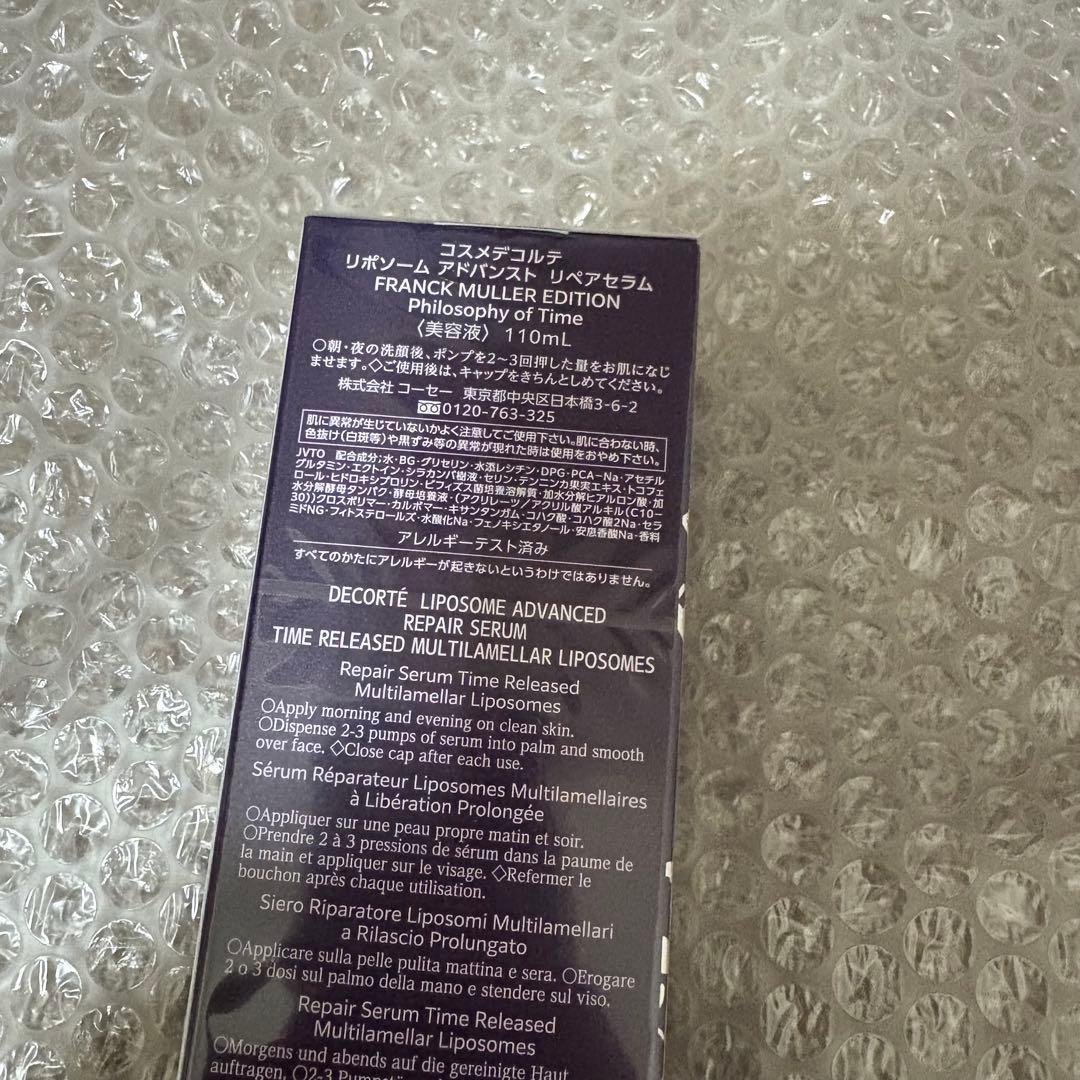 コスメデコルテ
リポソーム アドバンスト リペアセラム
FRANCK MULLER EDITION
Philosophy of Time
〈美容液〉 110mL
○朝・夜の洗顔後、ポンプを2~3回押した量をお肌になじ
ませます。◇ご使用後は、キャップをきちんとしめてください。
株式会社 コーセー 東京都中央区日本橋3-6-2
0120-763-325
肌に異常が生じていないかよく注意してご使用下さい。肌に合わない時、
色抜け(白斑等)や黒ずみ等の異常が現れた時は使用をおやめ下さい。
JVTO 配合成分;水・BG・グリセリン・水添レシチン・DPG・PCA-Na・アセチル
グルタミン・エクトイン・シラカンバ樹液・セリン・テンニンカ果実エキス・トコフェ
ロール・ヒドロキシプロリン・ビフィズス菌培養溶解質・加水分解ヒアルロン酸・加
水分解酵母タンパク・酵母培養液・(アクリレーツ/アクリル酸アルキル(C10-
30))クロスポリマー・カルボマー・キサンタンガム・コハク酸・コハク酸2Na・セラ
ミドNG・フィトステロールズ・水酸化Na・フェノキシエタノール・安息香酸Na・香料
アレルギーテスト済み
すべてのかたにアレルギーが起きないというわけではありません。
DECORTÉ LIPOSOME ADVANCED
REPAIR SERUM
TIME RELEASED MULTILAMELLAR LIPOSOMES
Repair Serum Time Released
Multilamellar Liposomes
○Apply morning and evening on clean skin.
○Dispense 2-3 pumps of serum into palm and smooth
over face. ◇Close cap after each use.
Sérum Réparateur Liposomes Multilamellaires
à Libération Prolongée
○Appliquer sur une peau propre matin et soir.
○Prendre 2 à 3 pressions de sérum dans la paume de
la main et appliquer sur le visage. ◇Refermer le
bouchon après chaque utilisation.
Siero Riparatore Liposomi Multilamellari
a Rilascio Prolungato
○Applicare sulla pelle pulita mattina e sera. ○Erogare
2 o 3 dosi sul palmo della mano e stendere sul viso.
Repair Serum Time Released
Multilamellar Liposomes
○Morgens und abends auf die gereinigte Haut
auftragen. ○2-3